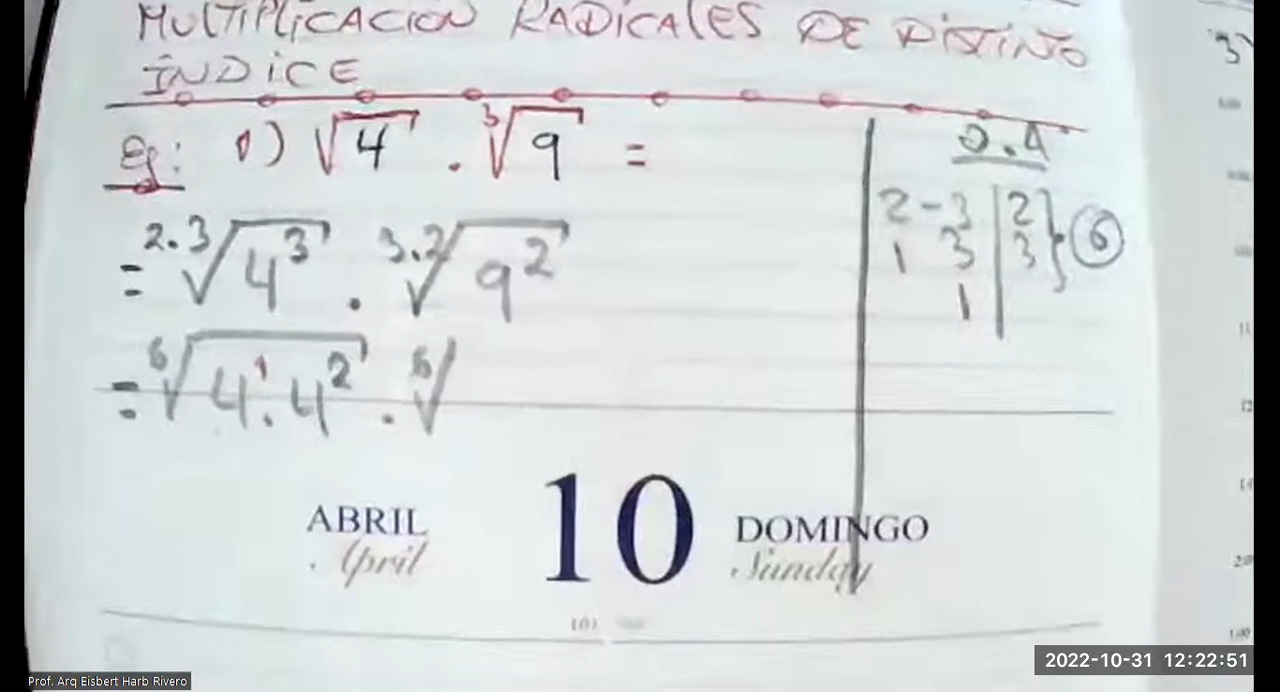 MULTIPLICACION RADICALES DE DISTINTO
INDICE
Ej: 1) √4 . ³√9 =
= ²·³√4³ . ³·²√9²
= ⁶√4¹.4² . ⁶√
2-3 | 2
1 3 | 3 } 6
1
ABRIL 10 DOMINGO
April Sunday
101
2022-10-31 12:22:51
Prof. Arq Eisbert Harb Rivero